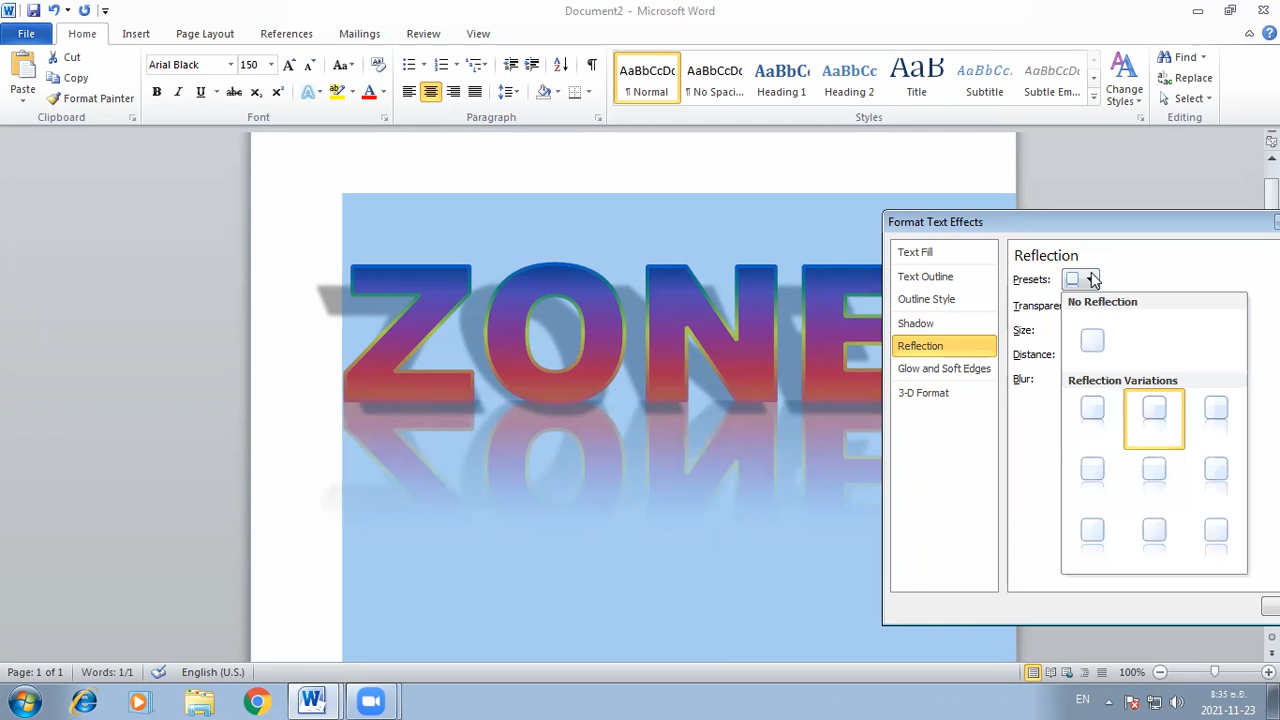 Document2 - Microsoft Word
File Home Insert Page Layout References Mailings Review View
Cut
Copy
Format Painter
Paste
Clipboard
Arial Black 150
Font
Paragraph
AaBbCcDc AaBbCcDc AaBbCc AaBbCc AaB AaBbCcDc AaBbCcDc
¶ Normal ¶ No Spaci... Heading 1 Heading 2 Title Subtitle Subtle Em...
Change
Styles
Styles
Find
Replace
Select
Editing
ZONE
Format Text Effects
Text Fill
Text Outline
Outline Style
Shadow
Reflection
Glow and Soft Edges
3-D Format
Reflection
Presets:
Transparen
Size:
Distance:
Blur:
No Reflection
Reflection Variations
Page: 1 of 1 Words: 1/1 English (U.S.) 100%
EN
8:35
2021-11-23